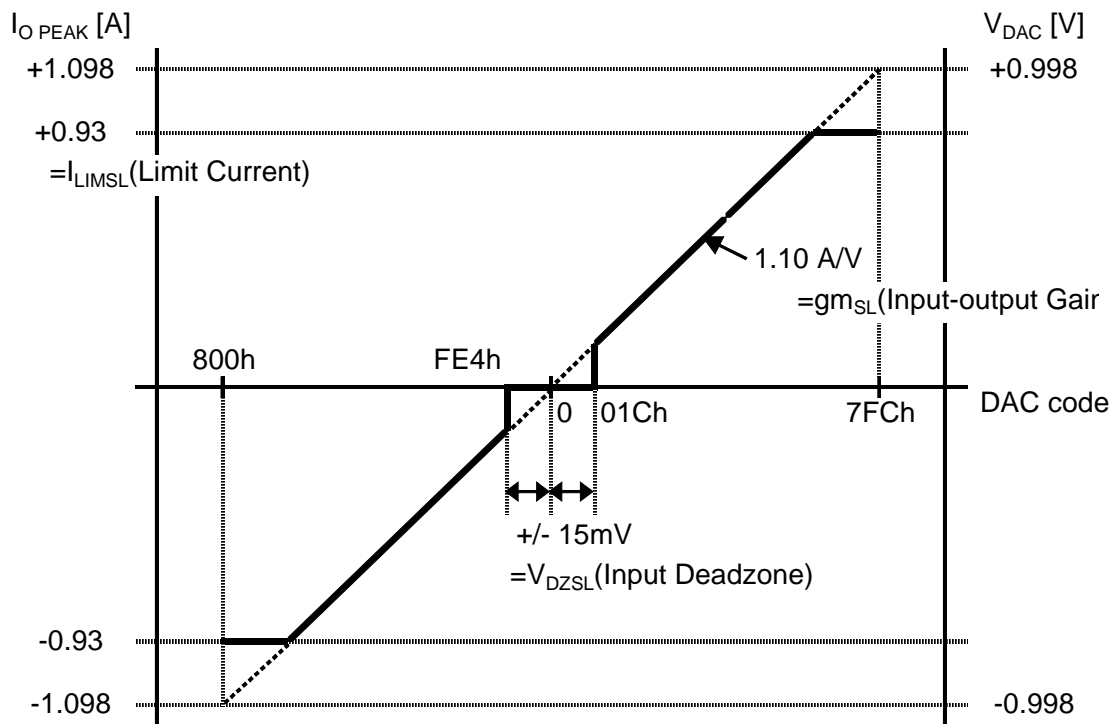 I_O PEAK [A] V_DAC [V]
+1.098 +0.998
+0.93
=I_LIMSL(Limit Current)
1.10 A/V
=gm_SL(Input-output Gair
800h FE4h
0 01Ch 7FCh DAC code
+/- 15mV
=V_DZSL(Input Deadzone)
-0.93
-1.098 -0.998